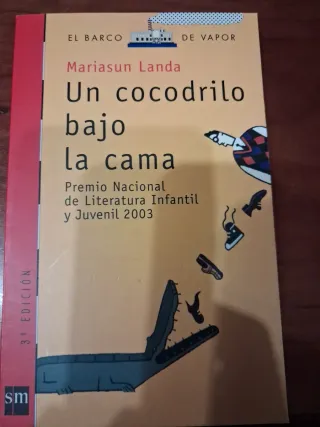 EL BARCO DE VAPOR
Mariasun Landa
Un cocodrilo
bajo
la cama
Premio Nacional
de Literatura Infantil
y Juvenil 2003
3ª EDICIÓN
sm